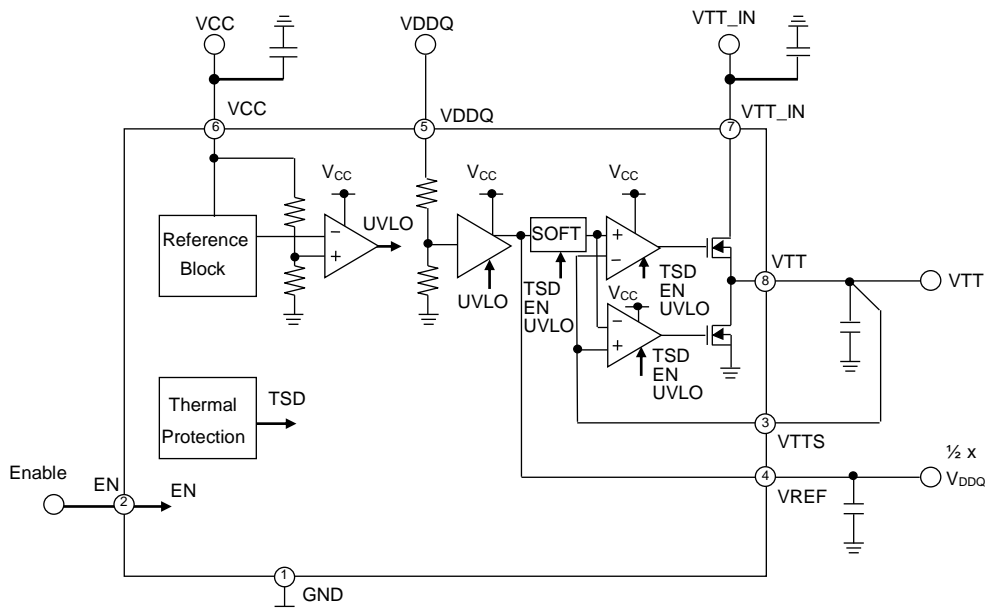 VCC
VDDQ
VTT_IN
VCC
VDDQ
VTT_IN
6
5
7
VCC
VCC
VCC
UVLO
Reference
Block
−
+
SOFT
+
−
VTT
8
VTT
UVLO
TSD
EN
UVLO
TSD
EN
UVLO
VCC
−
+
TSD
EN
UVLO
Thermal
Protection
TSD
3
VTTS
½ x
VDDQ
Enable
EN
2
EN
4
VREF
1
GND